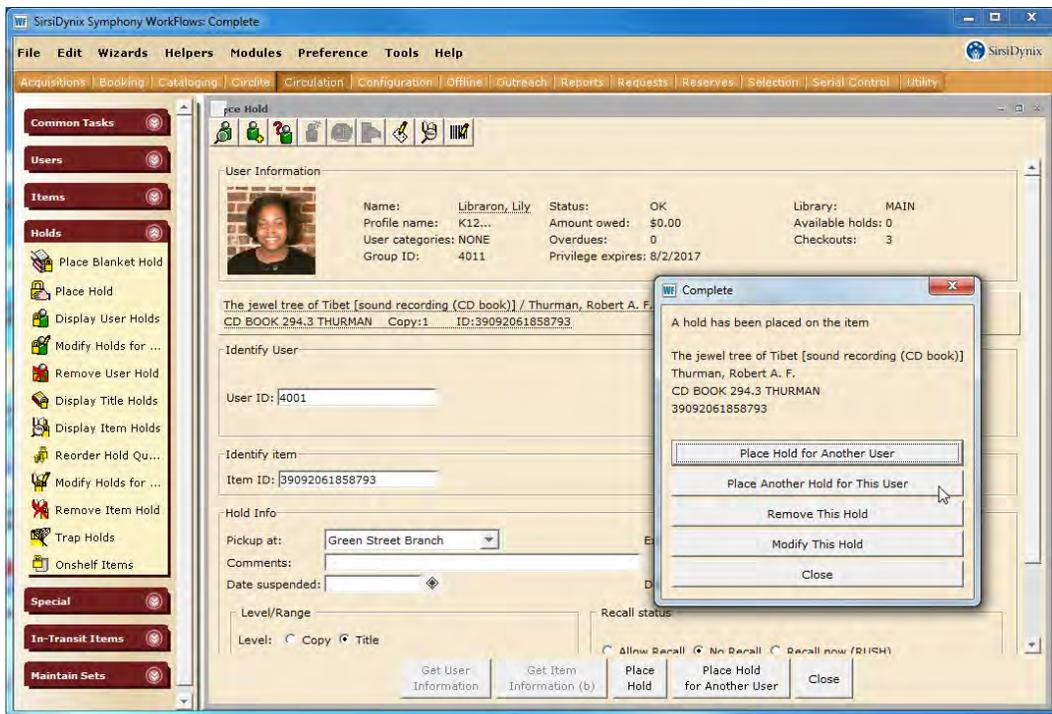 WF SirsiDynix Symphony WorkFlows: Complete
File Edit Wizards Helpers Modules Preference Tools Help
SirsiDynix
Acquisitions | Booking | Cataloging | Circlite | Circulation | Configuration | Offline | Outreach | Reports | Requests | Reserves | Selection | Serial Control | Utility
Common Tasks
Users
Items
Holds
Place Blanket Hold
Place Hold
Display User Holds
Modify Holds for ...
Remove User Hold
Display Title Holds
Display Item Holds
Reorder Hold Qu...
Modify Holds for ...
Remove Item Hold
Trap Holds
Onshelf Items
Special
In-Transit Items
Maintain Sets
ce Hold
User Information
Name: Libraron, Lily Status: OK Library: MAIN
Profile name: K12... Amount owed: $0.00 Available holds: 0
User categories: NONE Overdues: 0 Checkouts: 3
Group ID: 4011 Privilege expires: 8/2/2017
The jewel tree of Tibet [sound recording (CD book)] / Thurman, Robert A. F.
CD BOOK 294.3 THURMAN Copy:1 ID:39092061858793
Identify User
User ID: 4001
Identify item
Item ID: 39092061858793
Hold Info
Pickup at: Green Street Branch
Comments:
Date suspended:
Level/Range
Level: Copy Title
Recall status
Allow Recall No Recall Recall now (RUSH)
Get User Information
Get Item Information (b)
Place Hold
Place Hold for Another User
Close
WF Complete
A hold has been placed on the item
The jewel tree of Tibet [sound recording (CD book)]
Thurman, Robert A. F.
CD BOOK 294.3 THURMAN
39092061858793
Place Hold for Another User
Place Another Hold for This User
Remove This Hold
Modify This Hold
Close